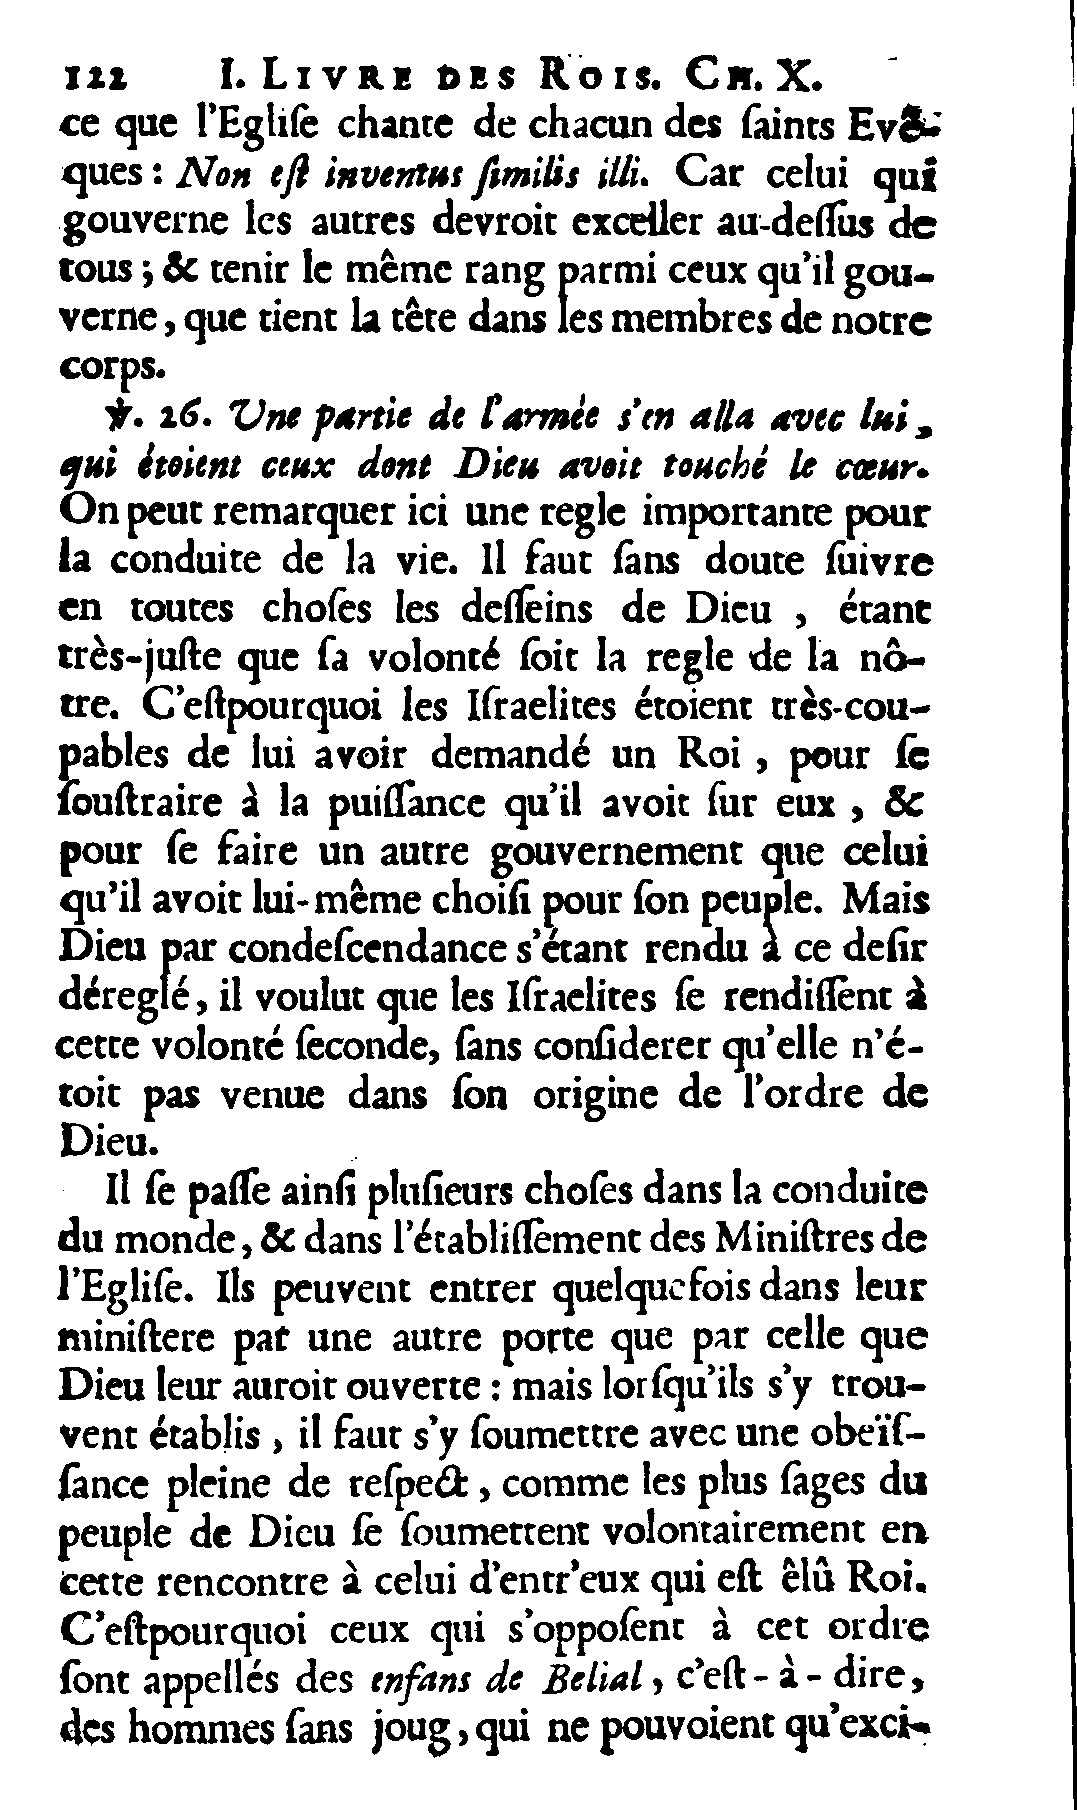 122 I. LIVRE DES ROIS. CH. X.
ce que l'Egliſe chante de chacun des ſaints Evê-
ques : Non eſt inventus ſimilis illi. Car celui qui
gouverne les autres devroit exceller au-deſſus de
tous ; & tenir le même rang parmi ceux qu'il gou-
verne, que tient la tête dans les membres de notre
corps.
℣. 26. Une partie de l'armée s'en alla avec lui,
qui étoient ceux dont Dieu avoit touché le cœur.
On peut remarquer ici une regle importante pour
la conduite de la vie. Il faut ſans doute ſuivre
en toutes choſes les deſſeins de Dieu , étant
très-juſte que ſa volonté ſoit la regle de la nô-
tre. C'eſtpourquoi les Iſraelites étoient très-cou-
pables de lui avoir demandé un Roi , pour ſe
ſouſtraire à la puiſſance qu'il avoit ſur eux , &
pour ſe faire un autre gouvernement que celui
qu'il avoit lui-même choiſi pour ſon peuple. Mais
Dieu par condeſcendance s'étant rendu à ce deſir
déreglé, il voulut que les Iſraelites ſe rendiſſent à
cette volonté ſeconde, ſans conſiderer qu'elle n'é-
toit pas venue dans ſon origine de l'ordre de
Dieu.
Il ſe paſſe ainſi pluſieurs choſes dans la conduite
du monde, & dans l'établiſſement des Miniſtres de
l'Egliſe. Ils peuvent entrer quelquefois dans leur
miniſtere par une autre porte que par celle que
Dieu leur auroit ouverte : mais lorſqu'ils s'y trou-
vent établis , il faut s'y ſoumettre avec une obeïſ-
ſance pleine de reſpect , comme les plus ſages du
peuple de Dieu ſe ſoumettent volontairement en
cette rencontre à celui d'entr'eux qui eſt êlû Roi.
C'eſtpourquoi ceux qui s'oppoſent à cet ordre
ſont appellés des enfans de Belial, c'eſt-à-dire,
des hommes ſans joug, qui ne pouvoient qu'exci-